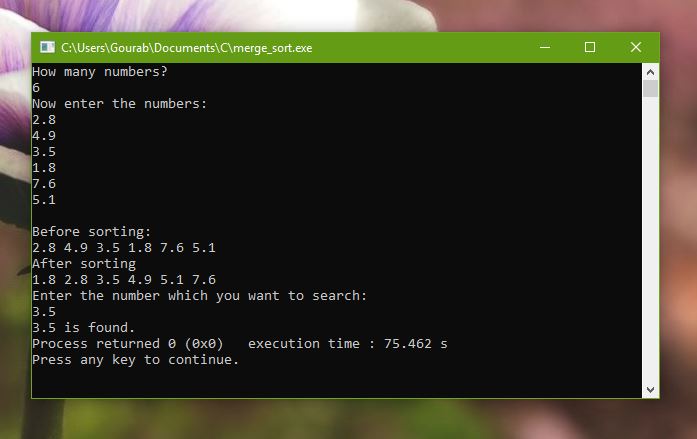 C:\Users\Gourab\Documents\C\merge_sort.exe
How many numbers?
6
Now enter the numbers:
2.8
4.9
3.5
1.8
7.6
5.1
Before sorting:
2.8 4.9 3.5 1.8 7.6 5.1
After sorting
1.8 2.8 3.5 4.9 5.1 7.6
Enter the number which you want to search:
3.5
3.5 is found.
Process returned 0 (0x0)   execution time : 75.462 s
Press any key to continue.